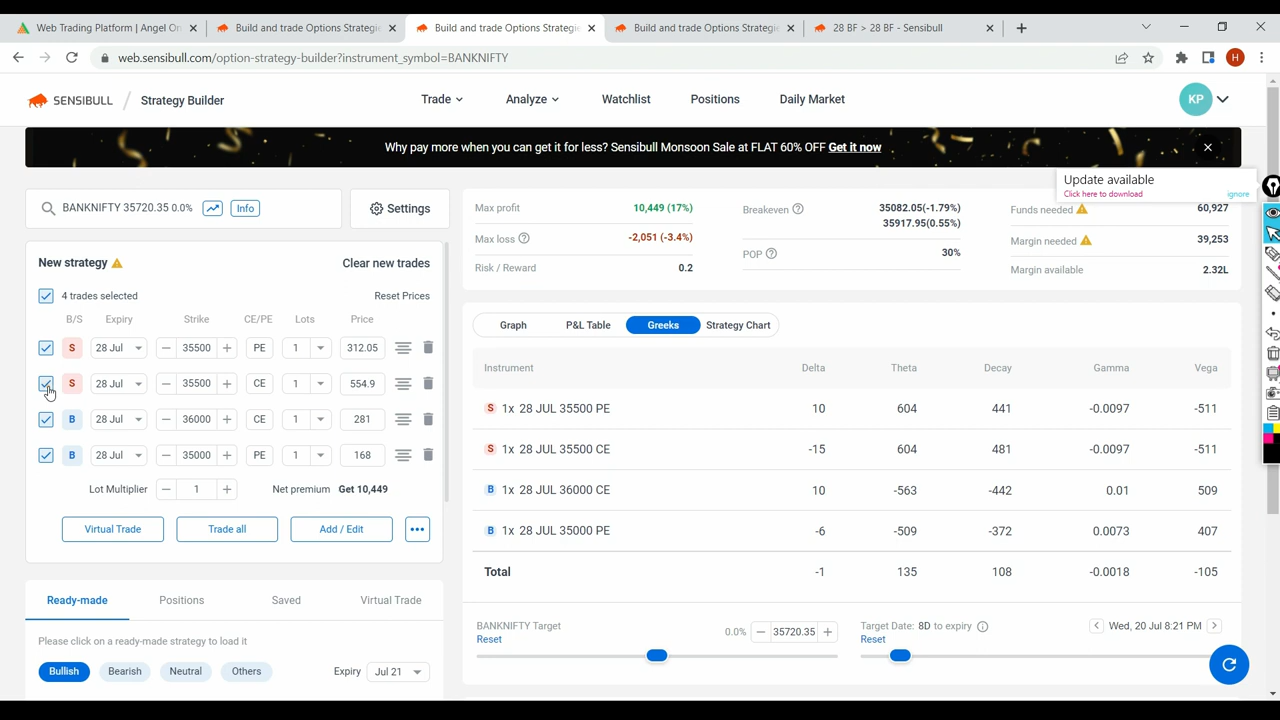 Web Trading Platform | Angel On
Build and trade Options Strategie
Build and trade Options Strategie
Build and trade Options Strategie
28 BF > 28 BF - Sensibull
web.sensibull.com/option-strategy-builder?instrument_symbol=BANKNIFTY
H
SENSIBULL / Strategy Builder
Trade
Analyze
Watchlist
Positions
Daily Market
KP
Why pay more when you can get it for less? Sensibull Monsoon Sale at FLAT 60% OFF Get it now
Update available
Click here to download
ignore
BANKNIFTY 35720.35 0.0%
Info
Settings
New strategy
Clear new trades
4 trades selected
Reset Prices
B/S Expiry Strike CE/PE Lots Price
S 28 Jul 35500 PE 1 312.05
S 28 Jul 35500 CE 1 554.9
B 28 Jul 36000 CE 1 281
B 28 Jul 35000 PE 1 168
Lot Multiplier 1 Net premium Get 10,449
Virtual Trade
Trade all
Add / Edit
Ready-made
Positions
Saved
Virtual Trade
Please click on a ready-made strategy to load it
Bullish
Bearish
Neutral
Others
Expiry Jul 21
Max profit 10,449 (17%)
Max loss -2,051 (-3.4%)
Risk / Reward 0.2
Breakeven 35082.05(-1.79%)
35917.95(0.55%)
POP 30%
Funds needed 60,927
Margin needed 39,253
Margin available 2.32L
Graph
P&L Table
Greeks
Strategy Chart
Instrument Delta Theta Decay Gamma Vega
S 1x 28 JUL 35500 PE 10 604 441 -0.0097 -511
S 1x 28 JUL 35500 CE -15 604 481 -0.0097 -511
B 1x 28 JUL 36000 CE 10 -563 -442 0.01 509
B 1x 28 JUL 35000 PE -6 -509 -372 0.0073 407
Total -1 135 108 -0.0018 -105
BANKNIFTY Target
Reset
0.0% 35720.35
Target Date: 8D to expiry
Reset
Wed, 20 Jul 8:21 PM